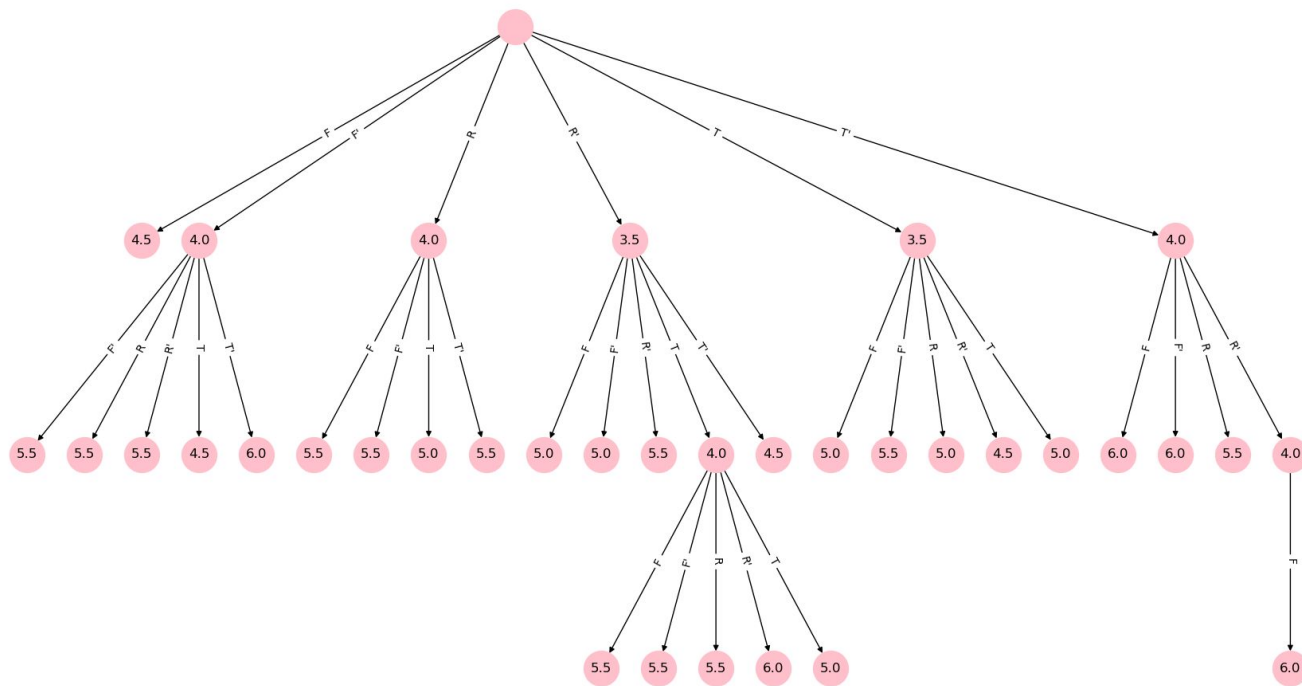 F F' R R' T T'
4.5 4.0 4.0 3.5 3.5 4.0
F' R R' T T' F F' T T' F F' R' T T' F F' R R' T F F' R R'
5.5 5.5 5.5 4.5 6.0 5.5 5.5 5.0 5.5 5.0 5.0 5.5 4.0 4.5 5.0 5.5 5.0 4.5 5.0 6.0 6.0 5.5 4.0
F F' R R' T F
5.5 5.5 5.5 6.0 5.0 6.0